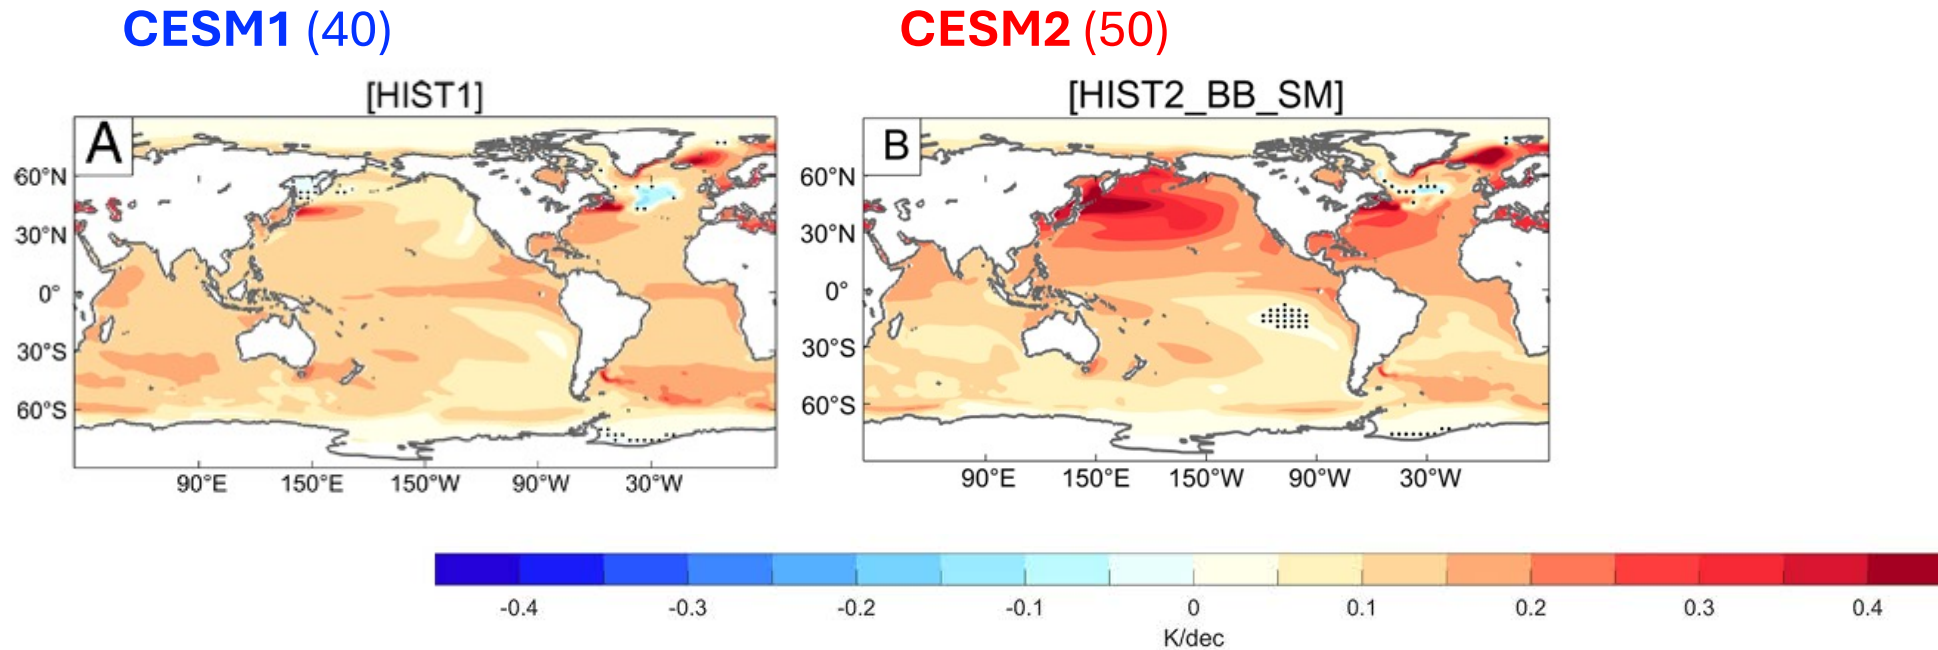 CESM1 (40)
CESM2 (50)
[HIST1]
[HIST2_BB_SM]
A
B
60°N
30°N
0°
30°S
60°S
90°E 150°E 150°W 90°W 30°W
60°N
30°N
0°
30°S
60°S
90°E 150°E 150°W 90°W 30°W
-0.4 -0.3 -0.2 -0.1 0 0.1 0.2 0.3 0.4
K/dec